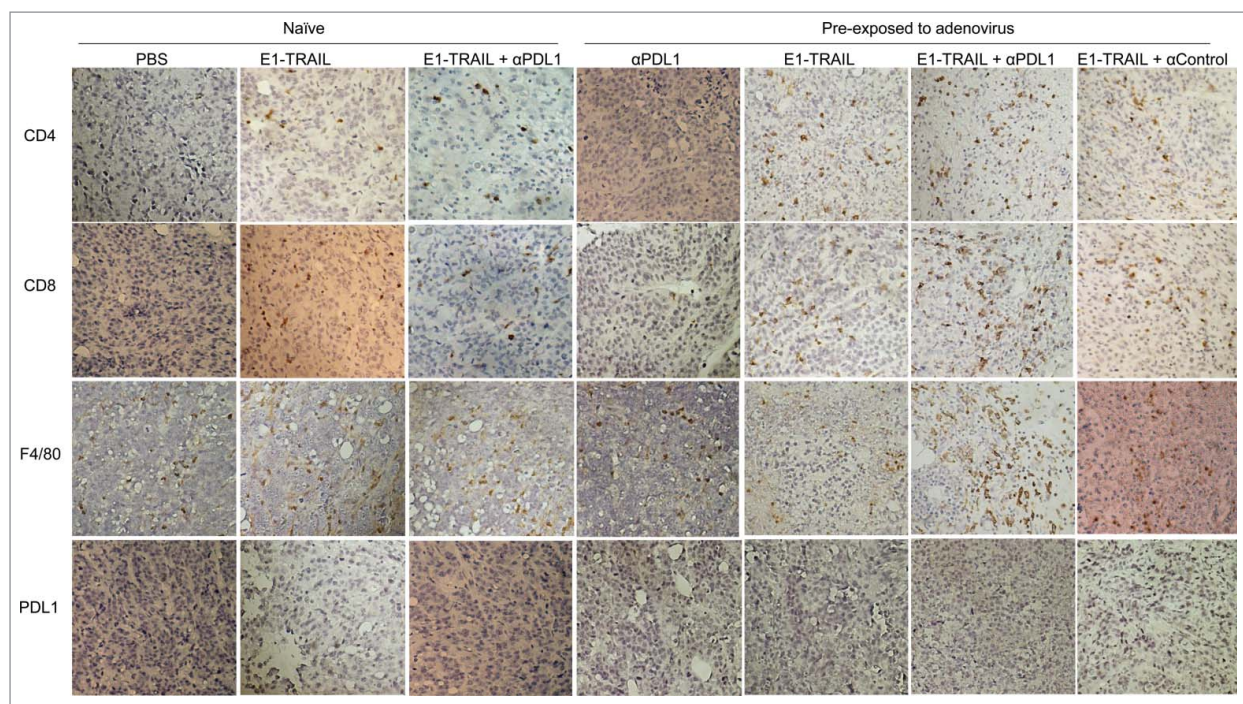 Naïve Pre-exposed to adenovirus
PBS E1-TRAIL E1-TRAIL + αPDL1 αPDL1 E1-TRAIL E1-TRAIL + αPDL1 E1-TRAIL + αControl
CD4
CD8
F4/80
PDL1